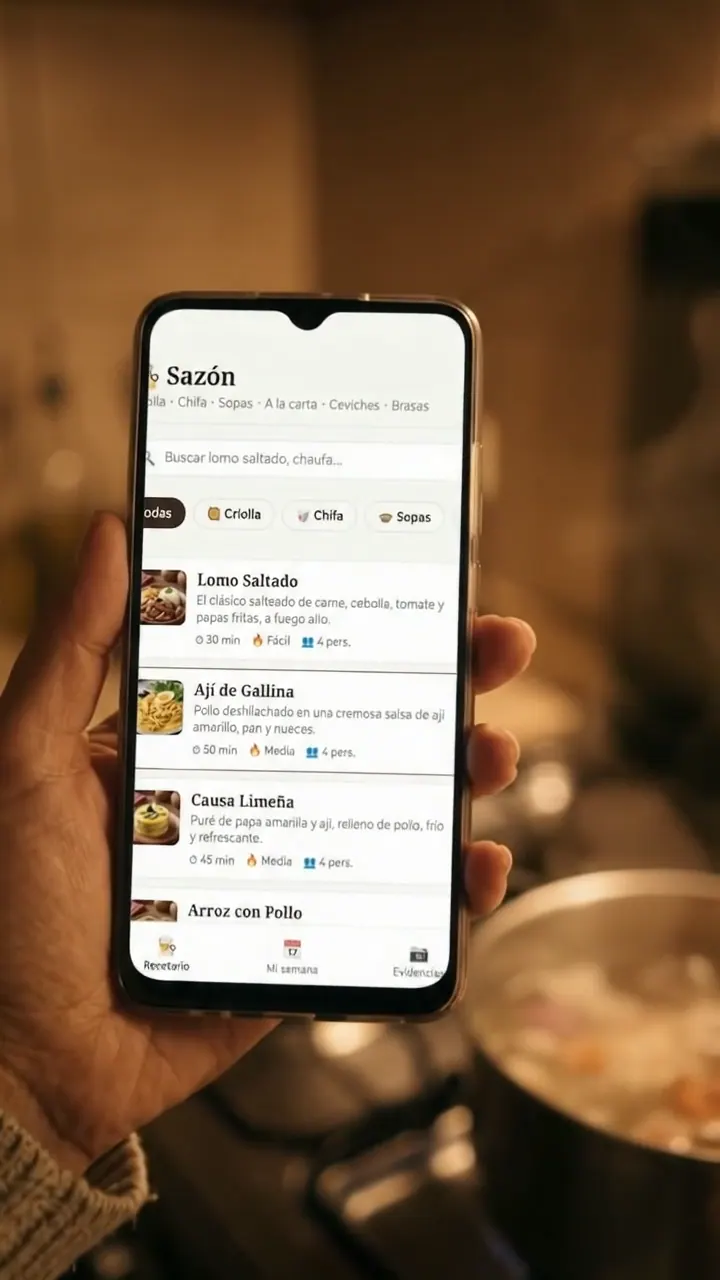 Sazón
olla · Chifa · Sopas · A la carta · Ceviches · Brasas
Buscar lomo saltado, chaufa...
odas
Criolla
Chifa
Sopas
Lomo Saltado
El clásico salteado de carne, cebolla, tomate y
papas fritas, a fuego allo.
30 min Fácil 4 pers.
Ají de Gallina
Pollo deshilachado en una cremosa salsa de ají
amarillo, pan y nueces.
50 min Media 4 pers.
Causa Limeña
Puré de papa amarilla y ají, relleno de pollo, frío
y refrescante.
45 min Media 4 pers.
Arroz con Pollo
Recetario
17
Mi semana
Evidencias